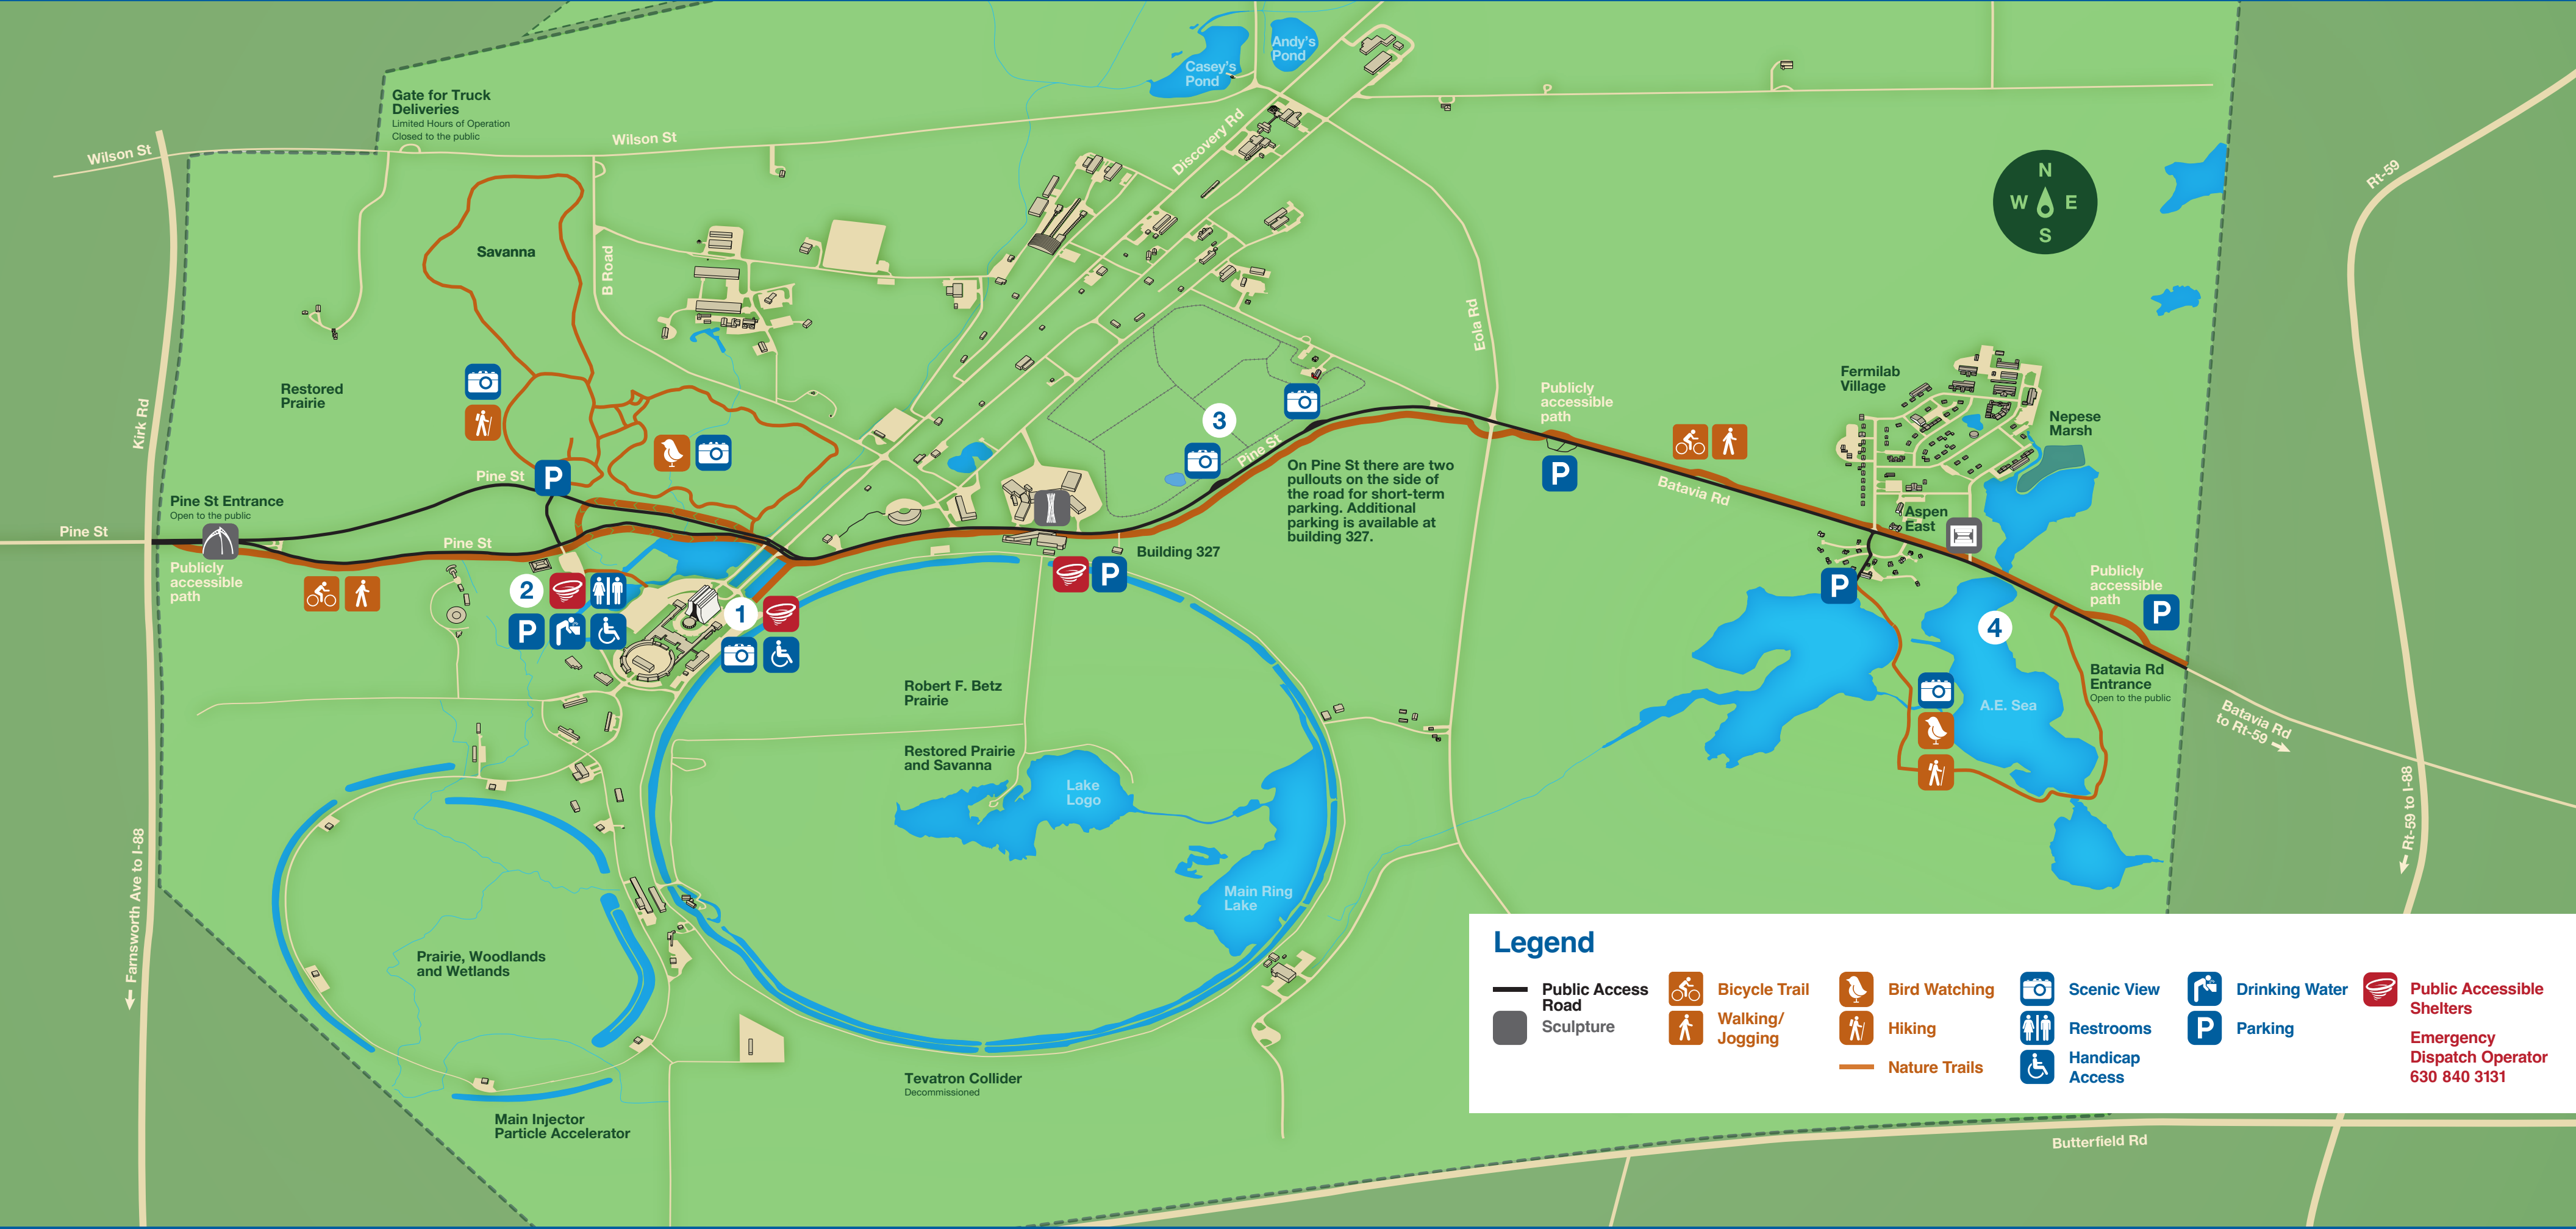 Andy's
Pond
Casey's
Pond
Gate for Truck
Deliveries
Limited Hours of Operation
Closed to the public
Wilson St
Wilson St
Discovery Rd
P
N
W E
S
Rt-59
Savanna
B Road
Eola Rd
Kirk Rd
Restored
Prairie
Fermilab
Village
Nepese
Marsh
Publicly
accessible
path
3
Pine St
On Pine St there are two
pullouts on the side of
the road for short-term
parking. Additional
parking is available at
building 327.
P
Batavia Rd
Pine St
P
Pine St Entrance
Open to the public
Pine St
Pine St
Aspen
East
Building 327
Publicly
accessible
path
Publicly
accessible
path
2
1
P
P
P
P
4
Batavia Rd
Entrance
Open to the public
A.E. Sea
Batavia Rd
to Rt-59
Robert F. Betz
Prairie
Restored Prairie
and Savanna
Lake
Logo
Main Ring
Lake
Rt-59 to I-88
Farnsworth Ave to I-88
Prairie, Woodlands
and Wetlands
Tevatron Collider
Decommissioned
Main Injector
Particle Accelerator
Legend
Public Access
Road
Sculpture
Bicycle Trail
Walking/
Jogging
Bird Watching
Hiking
Nature Trails
Scenic View
Restrooms
Handicap
Access
Drinking Water
P
Parking
Public Accessible
Shelters
Emergency
Dispatch Operator
630 840 3131
Butterfield Rd